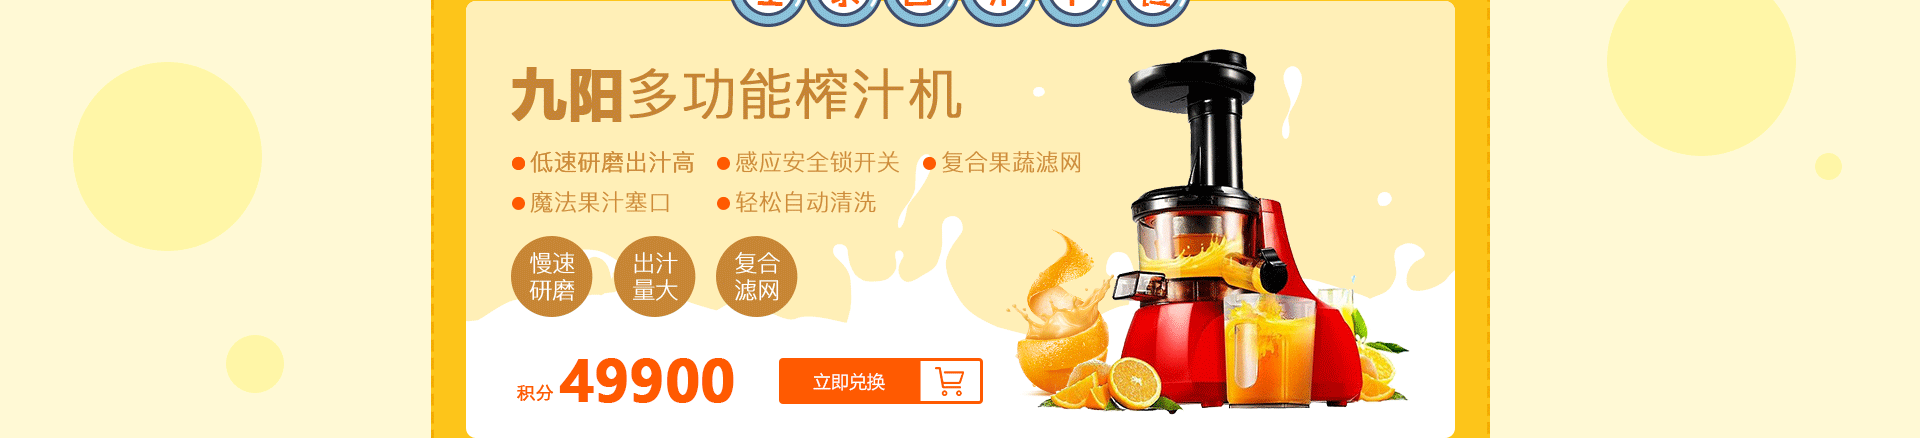 九阳多功能榨汁机
低速研磨出汁高 感应安全锁开关 复合果蔬滤网
魔法果汁塞口 轻松自动清洗
慢速 出汁 复合
研磨 量大 滤网
积分 49900 立即兑换